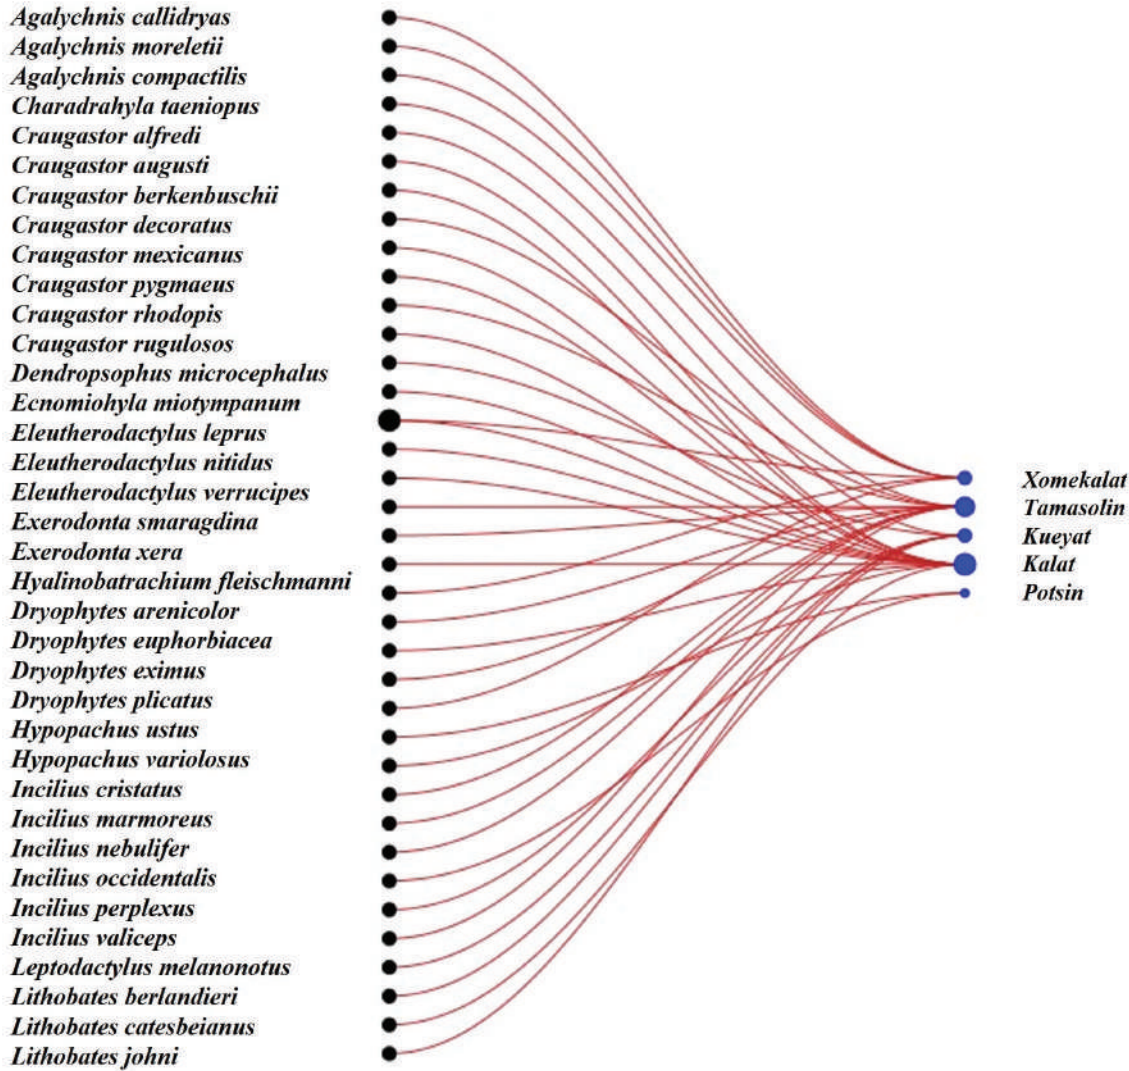 Agalychnis callidryas
Agalychnis moreletii
Agalychnis compactilis
Charadrahyla taeniopus
Craugastor alfredi
Craugastor augusti
Craugastor berkenbuschii
Craugastor decoratus
Craugastor mexicanus
Craugastor pygmaeus
Craugastor rhodopis
Craugastor rugulosos
Dendropsophus microcephalus
Ecnomiohyla miotympanum
Eleutherodactylus leprus
Eleutherodactylus nitidus
Eleutherodactylus verrucipes
Exerodonta smaragdina
Exerodonta xera
Hyalinobatrachium fleischmanni
Dryophytes arenicolor
Dryophytes euphorbiacea
Dryophytes eximus
Dryophytes plicatus
Hypopachus ustus
Hypopachus variolosus
Incilius cristatus
Incilius marmoreus
Incilius nebulifer
Incilius occidentalis
Incilius perplexus
Incilius valiceps
Leptodactylus melanonotus
Lithobates berlandieri
Lithobates catesbeianus
Lithobates johni
Xomekalat
Tamasolin
Kueyat
Kalat
Potsin